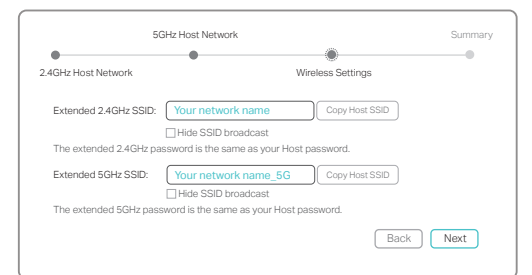 5GHz Host Network Summary
2.4GHz Host Network Wireless Settings
Extended 2.4GHz SSID: Your network name Copy Host SSID
Hide SSID broadcast
The extended 2.4GHz password is the same as your Host password.
Extended 5GHz SSID: Your network name_5G Copy Host SSID
Hide SSID broadcast
The extended 5GHz password is the same as your Host password.
Back Next